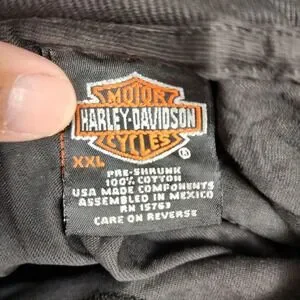 MOTOR
HARLEY-DAVIDSON
CYCLES
®
XXL
PRE-SHRUNK
100% COTTON
USA MADE COMPONENTS
ASSEMBLED IN MEXICO
RN 15763
CARE ON REVERSE